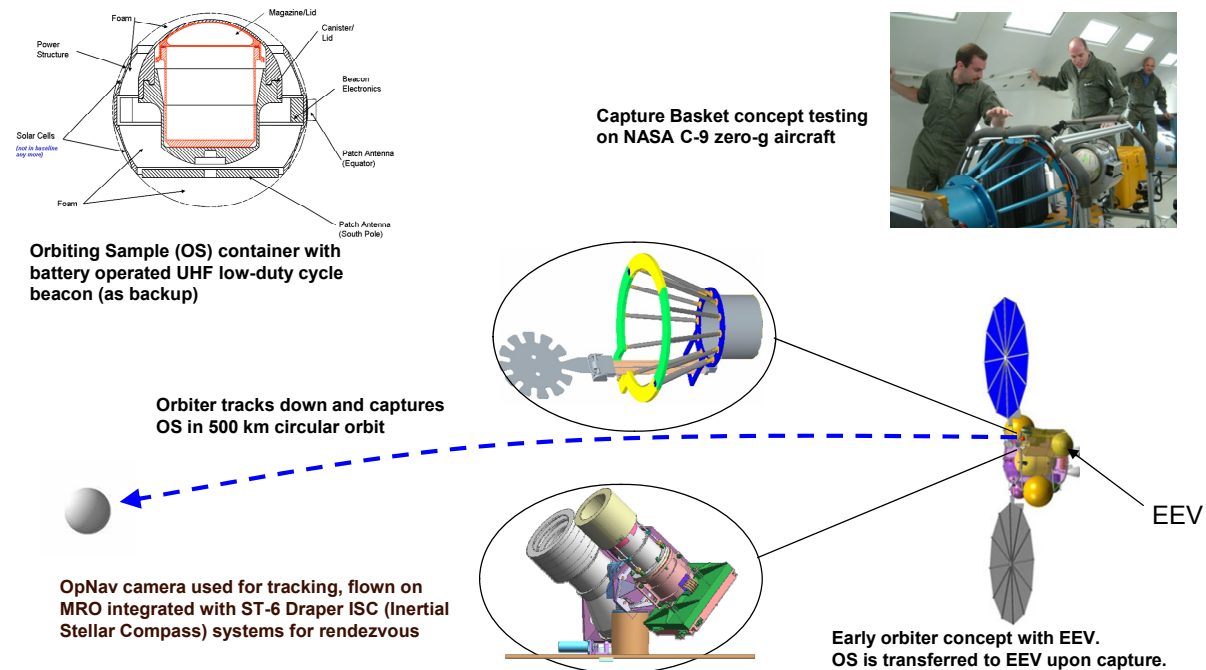 Foam
Magazine/Lid
Canister/
Lid
Power
Structure
Beacon
Electronics
Solar Cells
(not in baseline
any more)
Patch Antenna
(Equator)
Foam
Patch Antenna
(South Pole)
Orbiting Sample (OS) container with
battery operated UHF low-duty cycle
beacon (as backup)
Capture Basket concept testing
on NASA C-9 zero-g aircraft
Orbiter tracks down and captures
OS in 500 km circular orbit
EEV
OpNav camera used for tracking, flown on
MRO integrated with ST-6 Draper ISC (Inertial
Stellar Compass) systems for rendezvous
Early orbiter concept with EEV.
OS is transferred to EEV upon capture.